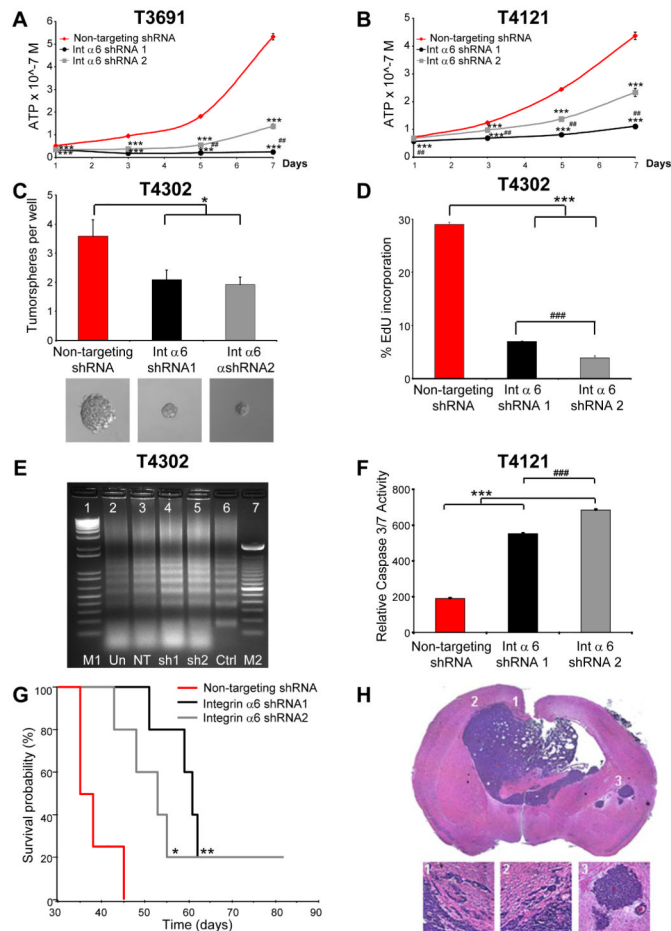 A
T3691
Non-targeting shRNA
Int α6 shRNA 1
Int α6 shRNA 2
ATP x 10^-7 M
6
5
4
3
2
1
0
***
***
***
***
***
***
##
***
***
##
1 3 5 7 Days
B
T4121
Non-targeting shRNA
Int α6 shRNA 1
Int α6 shRNA 2
ATP x 10^-7 M
5
4
3
2
1
0
***
##
***
***
##
***
##
***
***
##
***
1 3 5 7 Days
C
T4302
Tumorspheres per well
5
4
3
2
1
0
*
Non-targeting shRNA
Int α6 shRNA1
Int α6 αshRNA2
D
T4302
% EdU incorporation
30
20
10
0
***
###
Non-targeting shRNA
Int α 6 shRNA 1
Int α 6 shRNA 2
E
T4302
1 2 3 4 5 6 7
M1 Un NT sh1 sh2 Ctrl M2
F
T4121
Relative Caspase 3/7 Activity
800
600
400
200
0
***
###
Non-targeting shRNA
Int α 6 shRNA 1
Int α 6 shRNA 2
G
Non-targeting shRNA
Integrin α6 shRNA1
Integrin α6 shRNA2
Survival probability (%)
100
80
60
40
20
0
* **
30 40 50 60 70 80 90
Time (days)
H
2 1
3
1 2 3